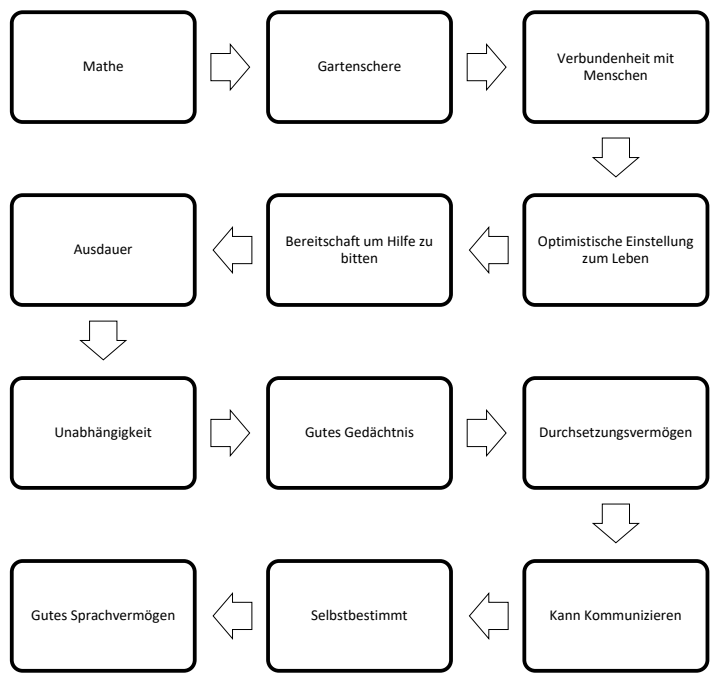 Mathe
Gartenschere
Verbundenheit mit
Menschen
Optimistische Einstellung
zum Leben
Bereitschaft um Hilfe zu
bitten
Ausdauer
Unabhängigkeit
Gutes Gedächtnis
Durchsetzungsvermögen
Kann Kommunizieren
Selbstbestimmt
Gutes Sprachvermögen